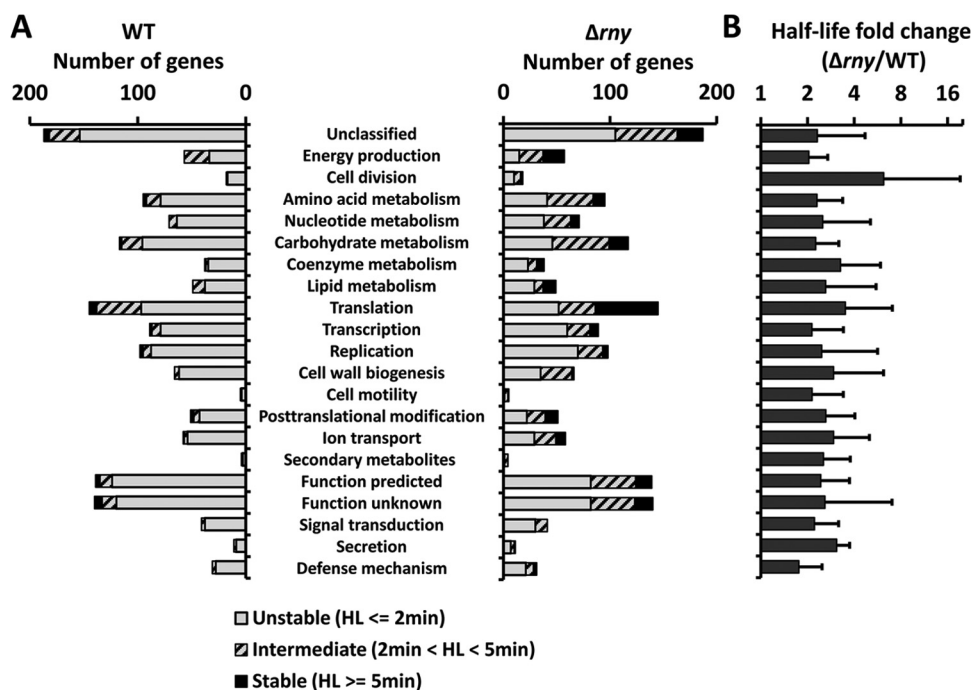 A
WT
Number of genes
200 100 0
Δrny
Number of genes
0 100 200
B
Half-life fold change
(Δrny/WT)
1 2 4 8 16
Unclassified
Energy production
Cell division
Amino acid metabolism
Nucleotide metabolism
Carbohydrate metabolism
Coenzyme metabolism
Lipid metabolism
Translation
Transcription
Replication
Cell wall biogenesis
Cell motility
Posttranslational modification
Ion transport
Secondary metabolites
Function predicted
Function unknown
Signal transduction
Secretion
Defense mechanism
Unstable (HL <= 2min)
Intermediate (2min < HL < 5min)
Stable (HL >= 5min)